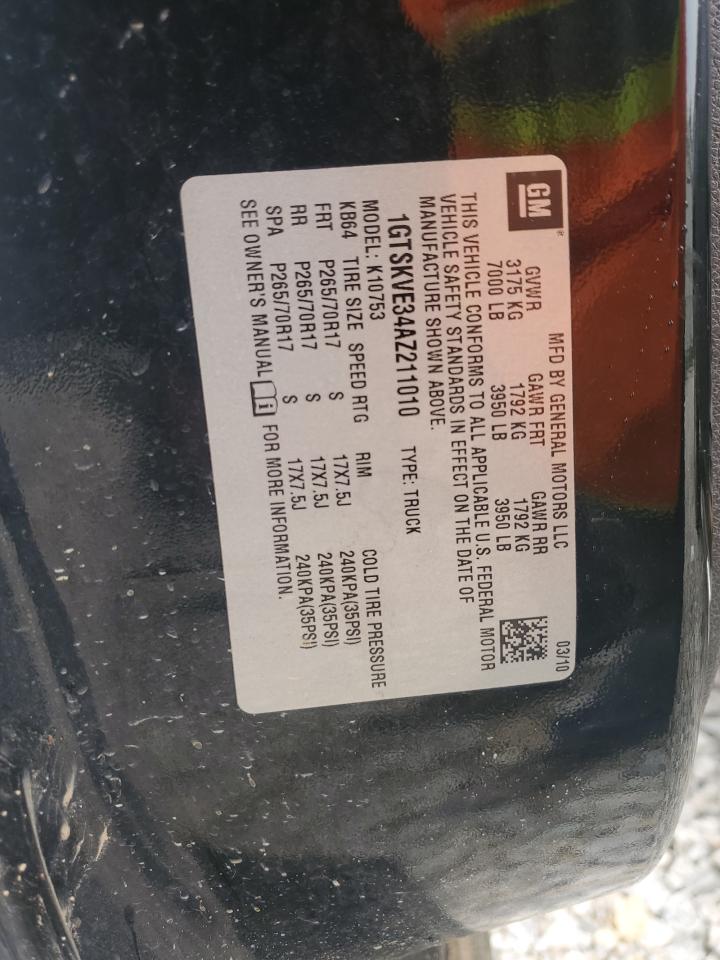 GM®
MFD BY GENERAL MOTORS LLC
03/10
GVWR GAWR FRT GAWR RR
3175 KG 1792 KG 1792 KG
7000 LB 3950 LB 3950 LB
THIS VEHICLE CONFORMS TO ALL APPLICABLE U.S. FEDERAL MOTOR
VEHICLE SAFETY STANDARDS IN EFFECT ON THE DATE OF
MANUFACTURE SHOWN ABOVE.
1GTSKVE34AZ211010 TYPE: TRUCK
MODEL: K10753
KB64 TIRE SIZE SPEED RTG RIM COLD TIRE PRESSURE
FRT P265/70R17 S 17X7.5J 240KPA(35PSI)
RR P265/70R17 S 17X7.5J 240KPA(35PSI)
SPA P265/70R17 S 17X7.5J 240KPA(35PSI)
SEE OWNER'S MANUAL i FOR MORE INFORMATION.